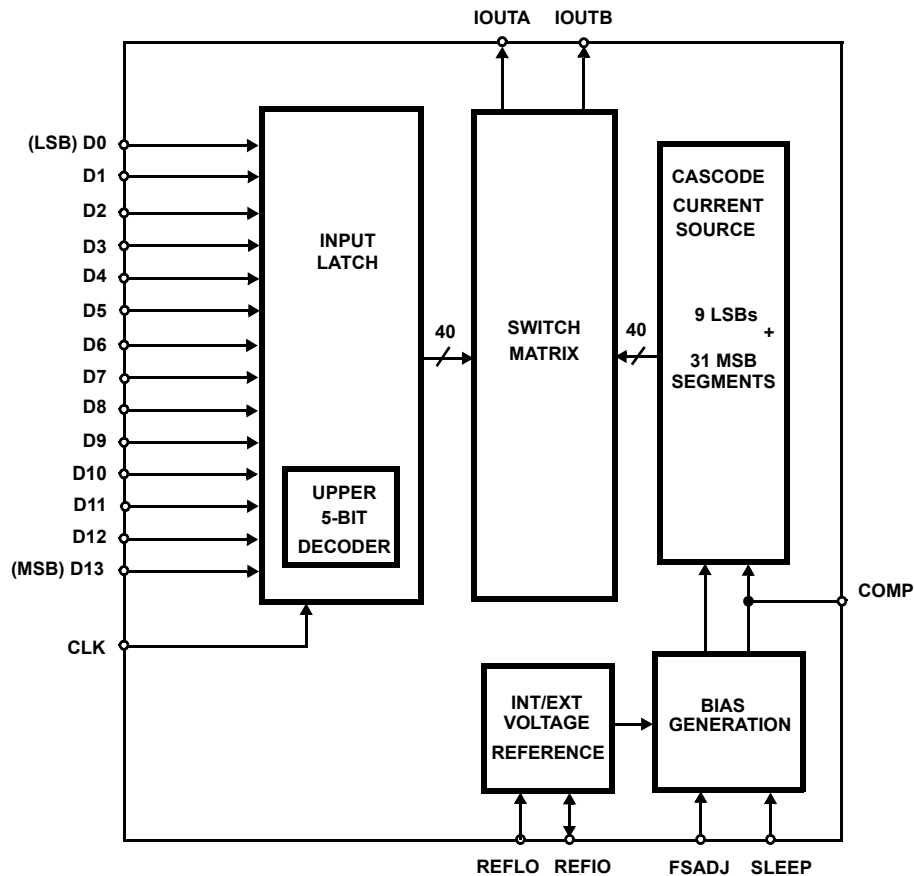 IOUTA IOUTB
(LSB) D0
D1
D2
D3
D4
D5
D6
D7
D8
D9
D10
D11
D12
(MSB) D13
CLK
INPUT
LATCH
UPPER
5-BIT
DECODER
40
SWITCH
MATRIX
40
CASCODE
CURRENT
SOURCE
9 LSBs
+
31 MSB
SEGMENTS
COMP
INT/EXT
VOLTAGE
REFERENCE
BIAS
GENERATION
REFLO REFIO FSADJ SLEEP